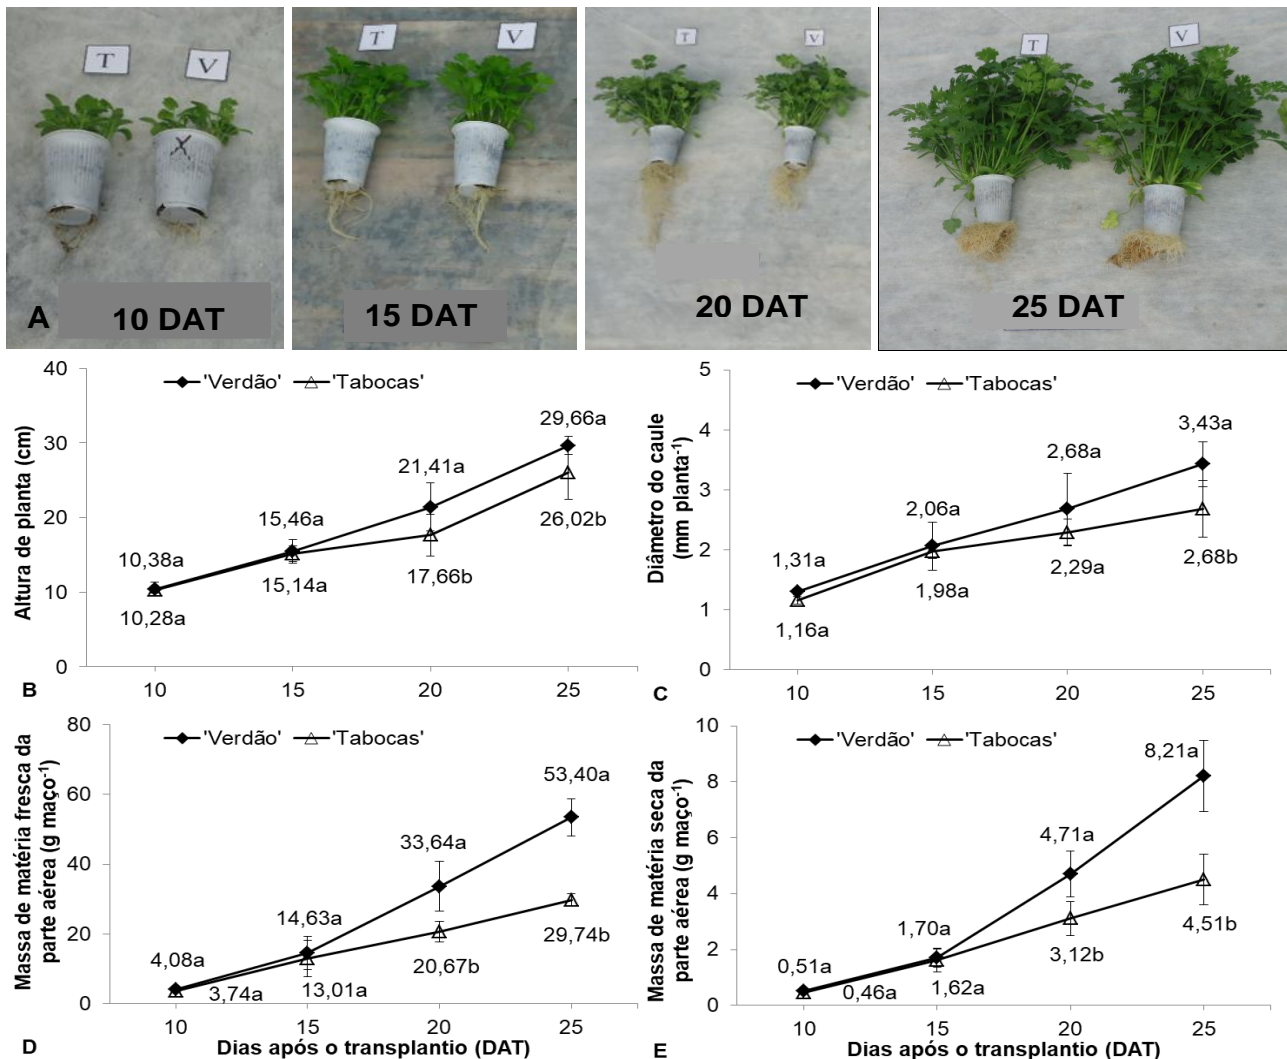 T
V
T
V
T
V
T
V
X
A
10 DAT
15 DAT
20 DAT
25 DAT
Altura de planta (cm)
40
30
20
10
0
'Verdão'
'Tabocas'
10,38a
15,46a
21,41a
29,66a
10,28a
15,14a
17,66b
26,02b
10
15
20
25
B
Diâmetro do caule
(mm planta-1)
5
4
3
2
1
0
'Verdão'
'Tabocas'
1,31a
2,06a
2,68a
3,43a
1,16a
1,98a
2,29a
2,68b
10
15
20
25
C
Massa de matéria fresca da
parte aérea (g maço-1)
80
60
40
20
0
'Verdão'
'Tabocas'
4,08a
14,63a
33,64a
53,40a
3,74a
13,01a
20,67b
29,74b
10
15
20
25
D
Dias após o transplantio (DAT)
Massa de matéria seca da
parte aérea (g maço-1)
10
8
6
4
2
0
'Verdão'
'Tabocas'
0,51a
1,70a
4,71a
8,21a
0,46a
1,62a
3,12b
4,51b
10
15
20
25
E
Dias após o transplantio (DAT)